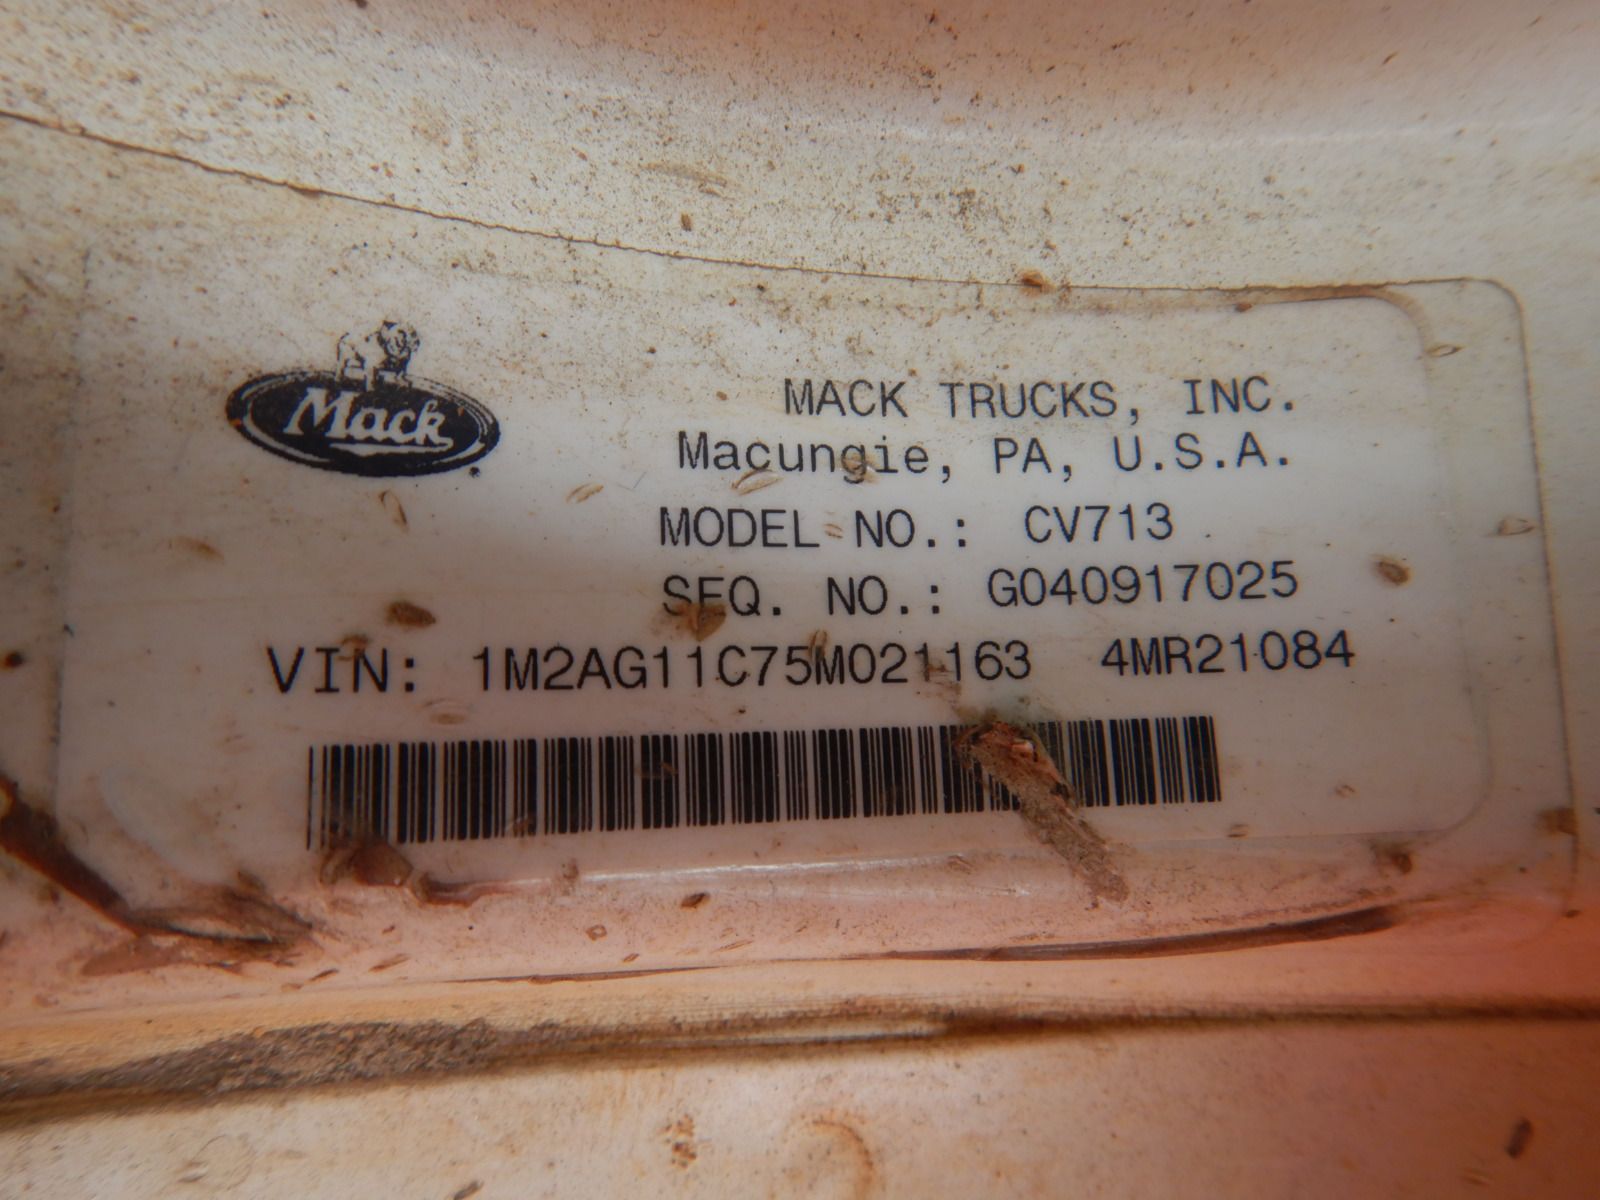 Mack
MACK TRUCKS, INC.
Macungie, PA, U.S.A.
MODEL NO.: CV713
SEQ. NO.: G040917025
VIN: 1M2AG11C75M021163 4MR21084